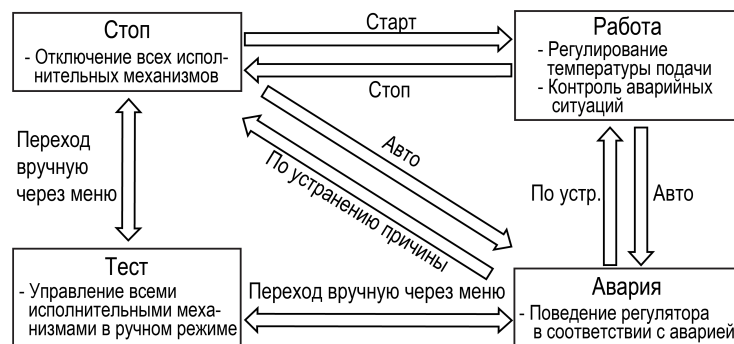 Стоп
- Отключение всех испол-
нительных механизмов
Старт
Стоп
Работа
- Регулирование
температуры подачи
- Контроль аварийных
ситуаций
Переход
вручную
через меню
Авто
По устранению причины
По устр.
Авто
Тест
- Управление всеми
исполнительными меха-
низмами в ручном режиме
Переход вручную через меню
Авария
- Поведение регулятора
в соответствии с аварией